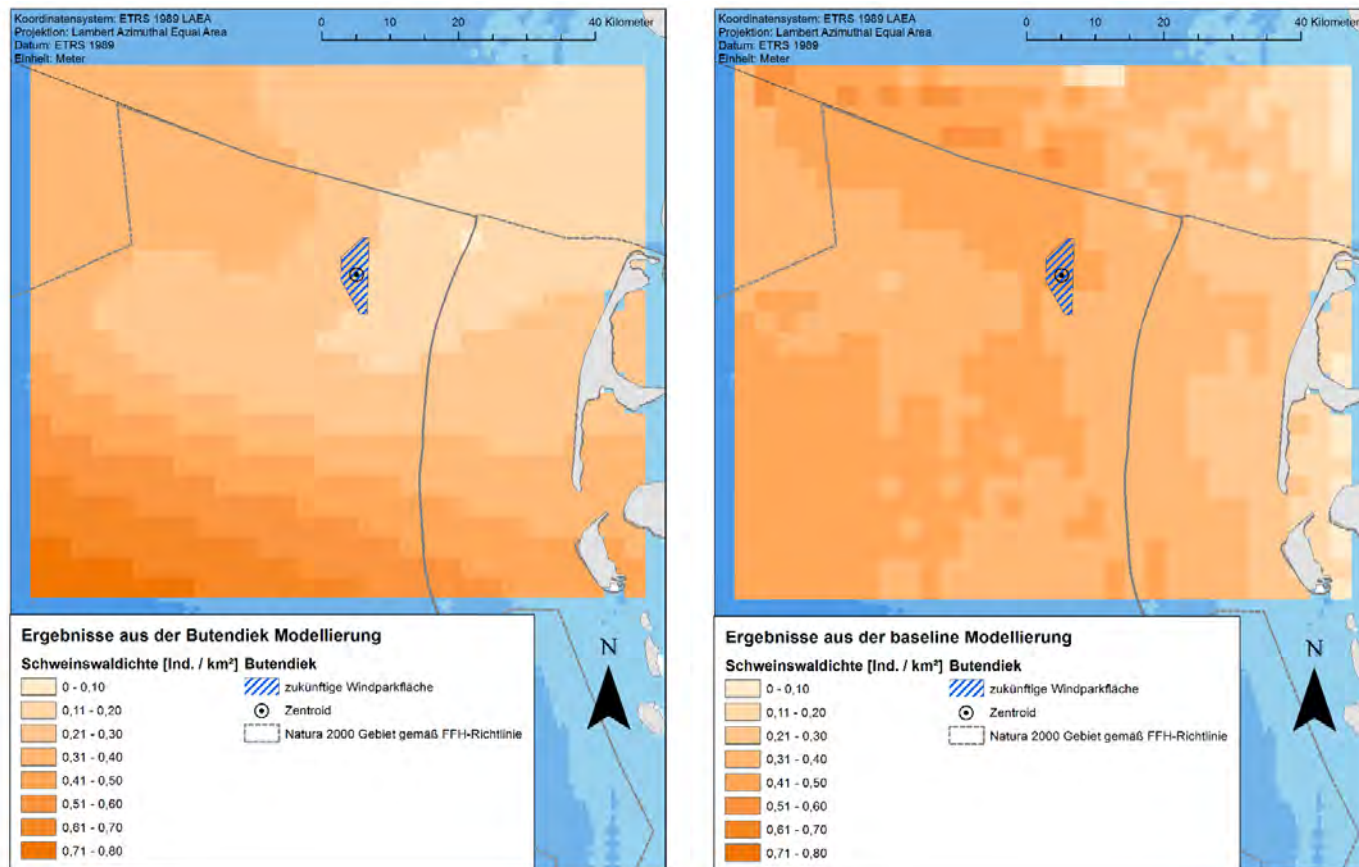 Koordinatensystem: ETRS 1989 LAEA
Projektion: Lambert Azimuthal Equal Area
Datum: ETRS 1989
Einheit: Meter
0 10 20 40 Kilometer
Ergebnisse aus der Butendiek Modellierung
Schweinswaldichte [Ind. / km²] Butendiek
0 - 0,10
0,11 - 0,20
0,21 - 0,30
0,31 - 0,40
0,41 - 0,50
0,51 - 0,60
0,61 - 0,70
0,71 - 0,80
zukünftige Windparkfläche
Zentroid
Natura 2000 Gebiet gemäß FFH-Richtlinie
N
Koordinatensystem: ETRS 1989 LAEA
Projektion: Lambert Azimuthal Equal Area
Datum: ETRS 1989
Einheit: Meter
0 10 20 40 Kilometer
Ergebnisse aus der baseline Modellierung
Schweinswaldichte [Ind. / km²] Butendiek
0 - 0,10
0,11 - 0,20
0,21 - 0,30
0,31 - 0,40
0,41 - 0,50
0,51 - 0,60
0,61 - 0,70
0,71 - 0,80
zukünftige Windparkfläche
Zentroid
Natura 2000 Gebiet gemäß FFH-Richtlinie
N